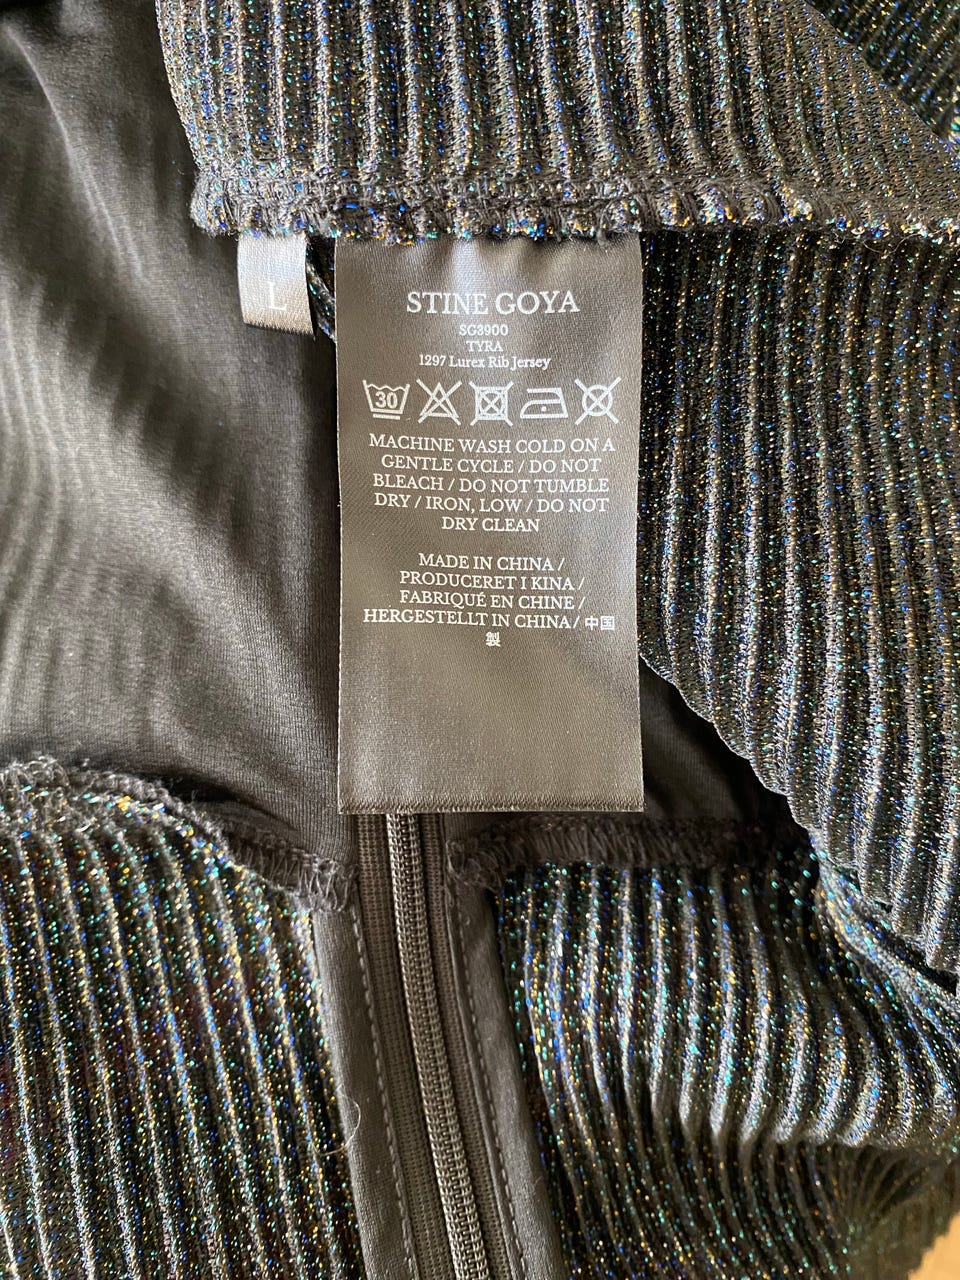 L
STINE GOYA
SG3900
TYRA
1297 Lurex Rib Jersey
30
MACHINE WASH COLD ON A
GENTLE CYCLE / DO NOT
BLEACH / DO NOT TUMBLE
DRY / IRON, LOW / DO NOT
DRY CLEAN
MADE IN CHINA /
PRODUCERET I KINA /
FABRIQUÉ EN CHINE /
HERGESTELLT IN CHINA / 中国
製